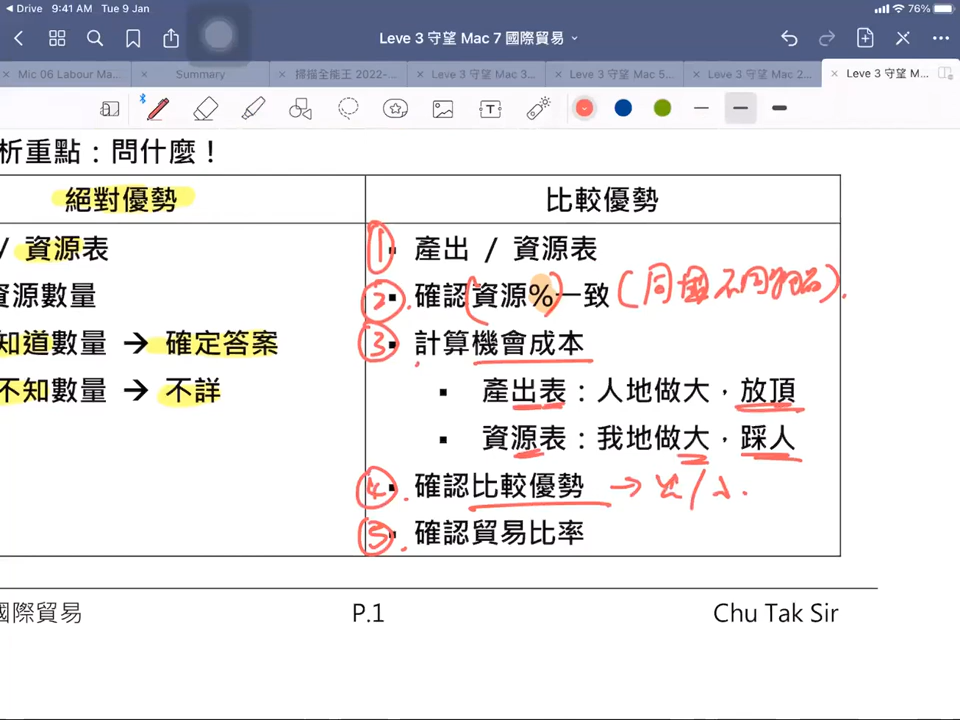 Drive 9:41 AM Tue 9 Jan 76%
Leve 3 守望 Mac 7 國際貿易
Mic 06 Labour Ma... Summary 掃描全能王 2022-... Leve 3 守望 Mac 3... Leve 3 守望 Mac 5... Leve 3 守望 Mac 2... Leve 3 守望 M...
析重點：問什麼！
絕對優勢 比較優勢
/ 資源表
資源數量
知道數量 → 確定答案
不知數量 → 不詳
① 產出 / 資源表
② 確認(資源%)一致 (同國不同物品).
③ 計算機會成本
產出表：人地做大，放頂
資源表：我地做大，踩人
④ 確認比較優勢 → 出/入.
⑤ 確認貿易比率
國際貿易 P.1 Chu Tak Sir